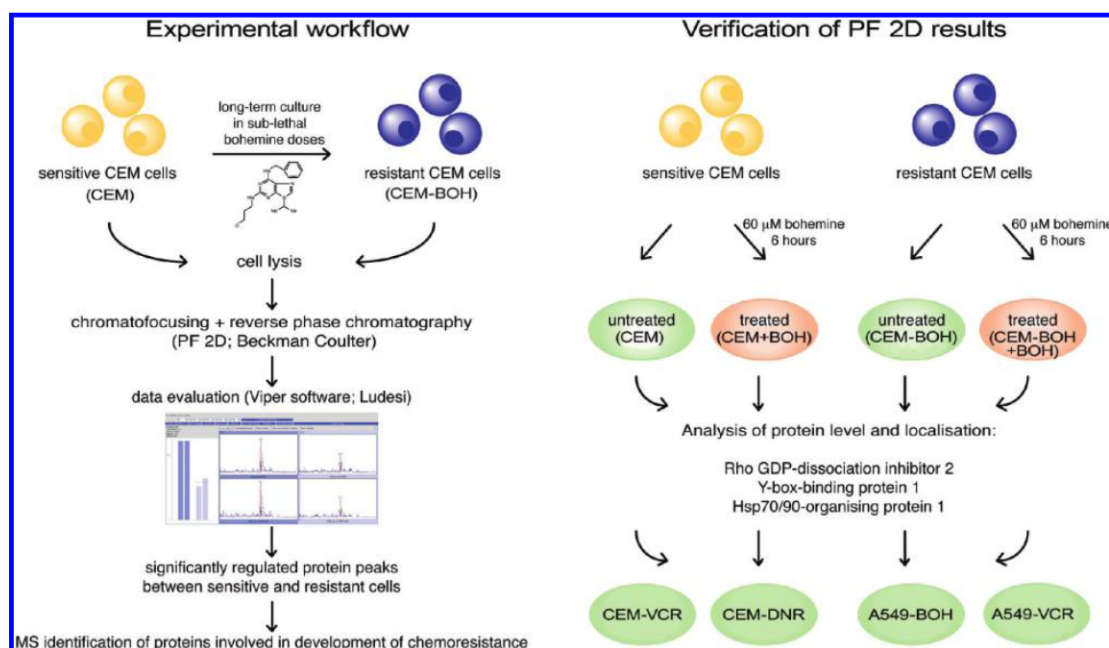 Experimental workflow
long-term culture
in sub-lethal
bohemine doses
sensitive CEM cells
(CEM)
resistant CEM cells
(CEM-BOH)
cell lysis
chromatofocusing + reverse phase chromatography
(PF 2D; Beckman Coulter)
data evaluation (Viper software; Ludesi)
significantly regulated protein peaks
between sensitive and resistant cells
MS identification of proteins involved in development of chemoresistance
Verification of PF 2D results
sensitive CEM cells
resistant CEM cells
60 µM bohemine
6 hours
60 µM bohemine
6 hours
untreated
(CEM)
treated
(CEM+BOH)
untreated
(CEM-BOH)
treated
(CEM-BOH
+BOH)
Analysis of protein level and localisation:
Rho GDP-dissociation inhibitor 2
Y-box-binding protein 1
Hsp70/90-organising protein 1
CEM-VCR
CEM-DNR
A549-BOH
A549-VCR